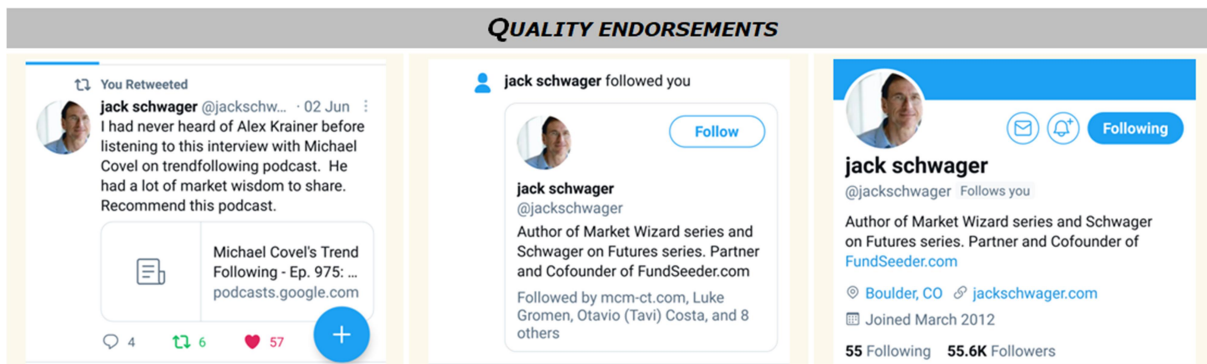 QUALITY ENDORSEMENTS
You Retweeted
jack schwager @jackschw... · 02 Jun
I had never heard of Alex Krainer before
listening to this interview with Michael
Covel on trendfollowing podcast. He
had a lot of market wisdom to share.
Recommend this podcast.
Michael Covel's Trend
Following - Ep. 975: ...
podcasts.google.com
4
6
57
jack schwager followed you
Follow
jack schwager
@jackschwager
Author of Market Wizard series and
Schwager on Futures series. Partner
and Cofounder of FundSeeder.com
Followed by mcm-ct.com, Luke
Gromen, Otavio (Tavi) Costa, and 8
others
Following
jack schwager
@jackschwager Follows you
Author of Market Wizard series and Schwager
on Futures series. Partner and Cofounder of
FundSeeder.com
Boulder, CO jackschwager.com
Joined March 2012
55 Following 55.6K Followers